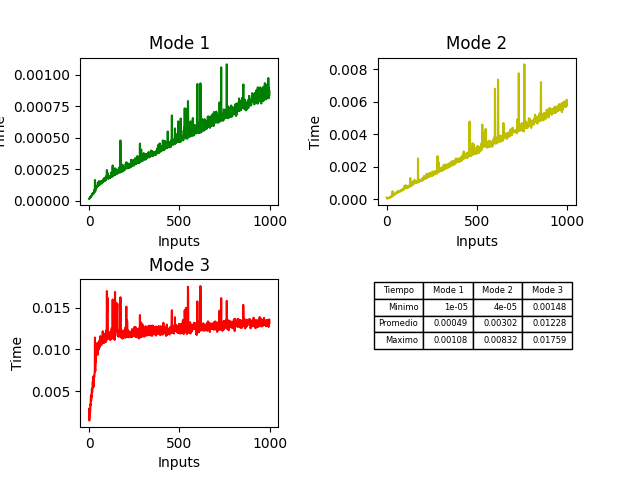 Mode 1
Time
0.00100
0.00075
0.00050
0.00025
0.00000
0 500 1000
Inputs
Mode 2
Time
0.008
0.006
0.004
0.002
0.000
0 500 1000
Inputs
Mode 3
Time
0.015
0.010
0.005
0 500 1000
Inputs
Tiempo Mode 1 Mode 2 Mode 3
Minimo 1e-05 4e-05 0.00148
Promedio 0.00049 0.00302 0.01228
Maximo 0.00108 0.00832 0.01759